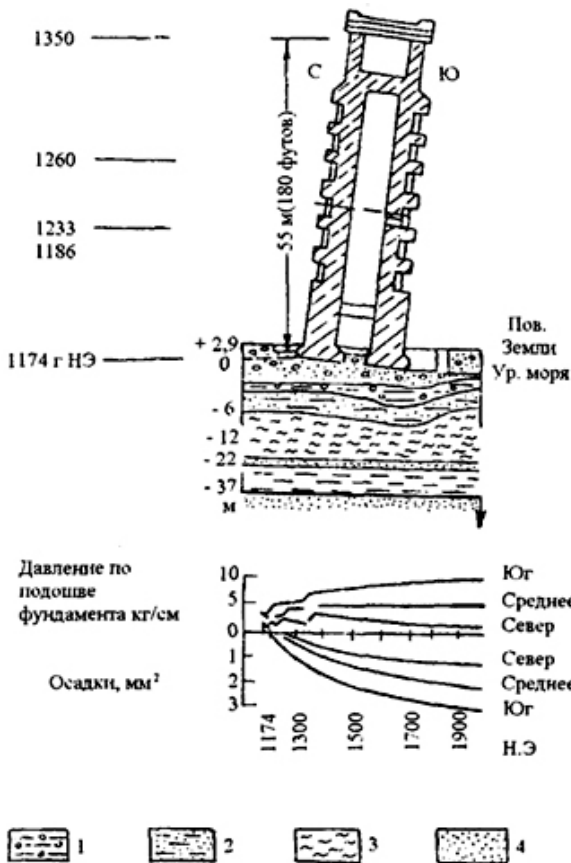 1350
С
Ю
55 м(180 футов)
1260
1233
1186
1174 г НЭ
+ 2,9
0
- 6
- 12
- 22
- 37
м
Пов.
Земли
Ур. моря
Давление по
подошве
фундамента кг/см
10
5
0
1
2
3
Осадки, мм²
Юг
Среднее
Север
Север
Среднее
Юг
1174
1300
1500
1700
1900
Н.Э
1
2
3
4